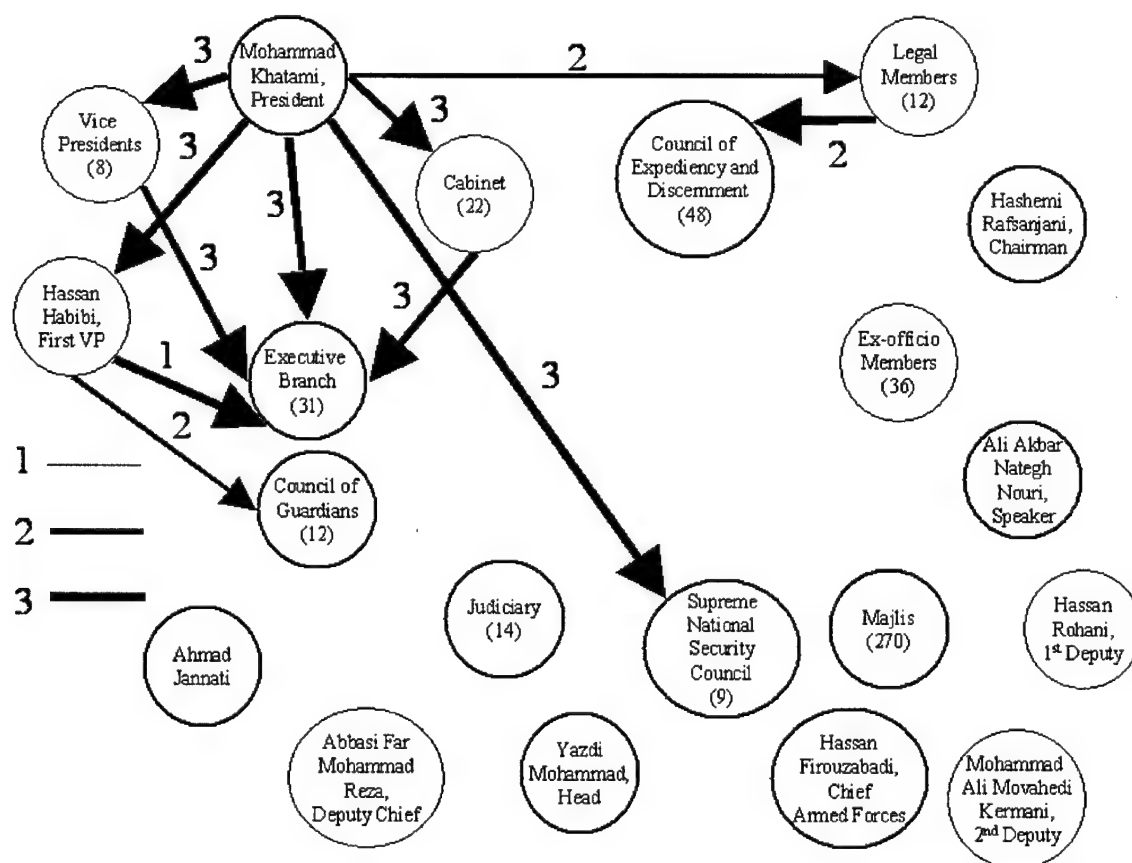 3
Mohammad
Khatami,
President
2
Legal
Members
(12)
Vice
Presidents
(8)
3
3
Cabinet
(22)
Council of
Expediency and
Discernment
(48)
2
Hashemi
Rafsanjani,
Chairman
3
3
3
Hassan
Habibi,
First VP
1
Executive
Branch
(31)
3
Ex-officio
Members
(36)
2
Ali Akbar
Nategh
Nouri,
Speaker
1
2
3
Council of
Guardians
(12)
Judiciary
(14)
Supreme
National
Security
Council
(9)
Majlis
(270)
Hassan
Rohani,
1st Deputy
Ahmad
Jannati
Abbasi Far
Mohammad
Reza,
Deputy Chief
Yazdi
Mohammad,
Head
Hassan
Firouzabadi,
Chief
Armed Forces
Mohammad
Ali Movahedi
Kermani,
2nd Deputy